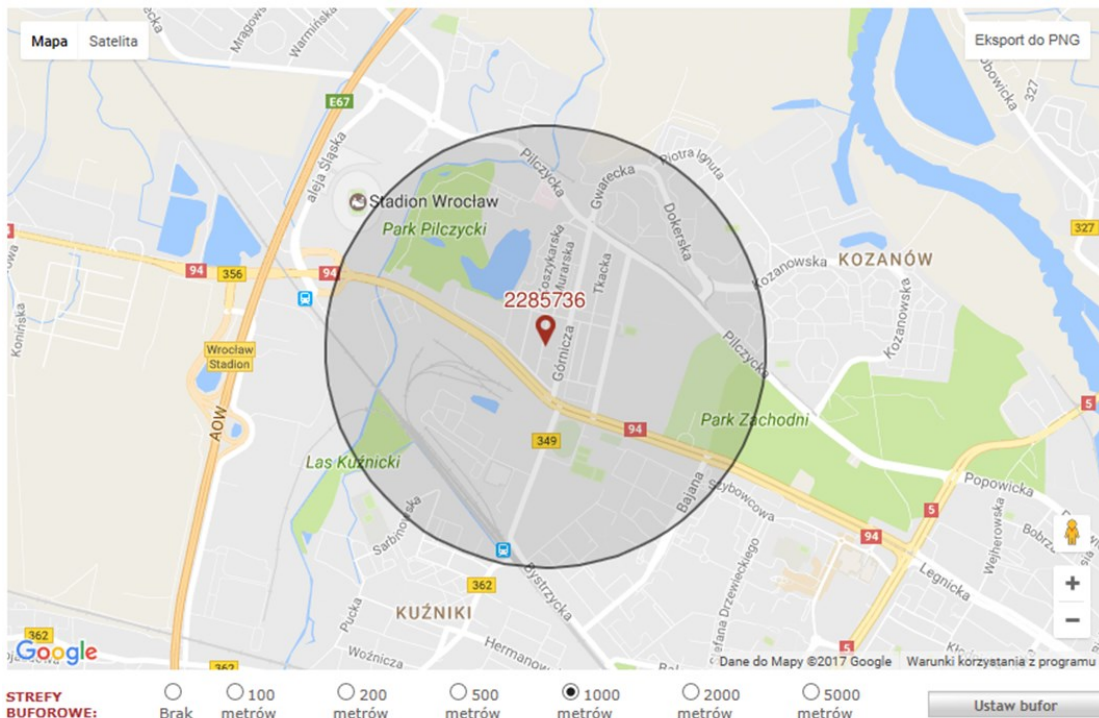 Mapa
Satelita
Eksport do PNG
Mrągows
Warmińska
E67
aleja Śląska
Stadion Wrocław
Park Pilczycki
Pilczycka
Gwarecka
Piotra Ignuta
Dokerska
Murarska
Tkacka
Kozanowska
KOZANÓW
Kozanowska
327
327
94
356
94
Konińska
Wrocław
Stadion
AOW
2285736
Górnicza
Pilczycka
Park Zachodni
5
94
349
Las Kuźnicki
Sarbinowska
Bajana
Szybowcowa
Popowicka
5
94
Wejherowska
Legnicka
362
Bystrzycka
KUŹNIKI
Pucka
Woźnicza
362
362
5
Google
Dane do Mapy ©2017 Google
Warunki korzystania z programu
STREFY
BUFOROWE:
Brak
100
metrów
200
metrów
500
metrów
1000
metrów
2000
metrów
5000
metrów
Ustaw bufor